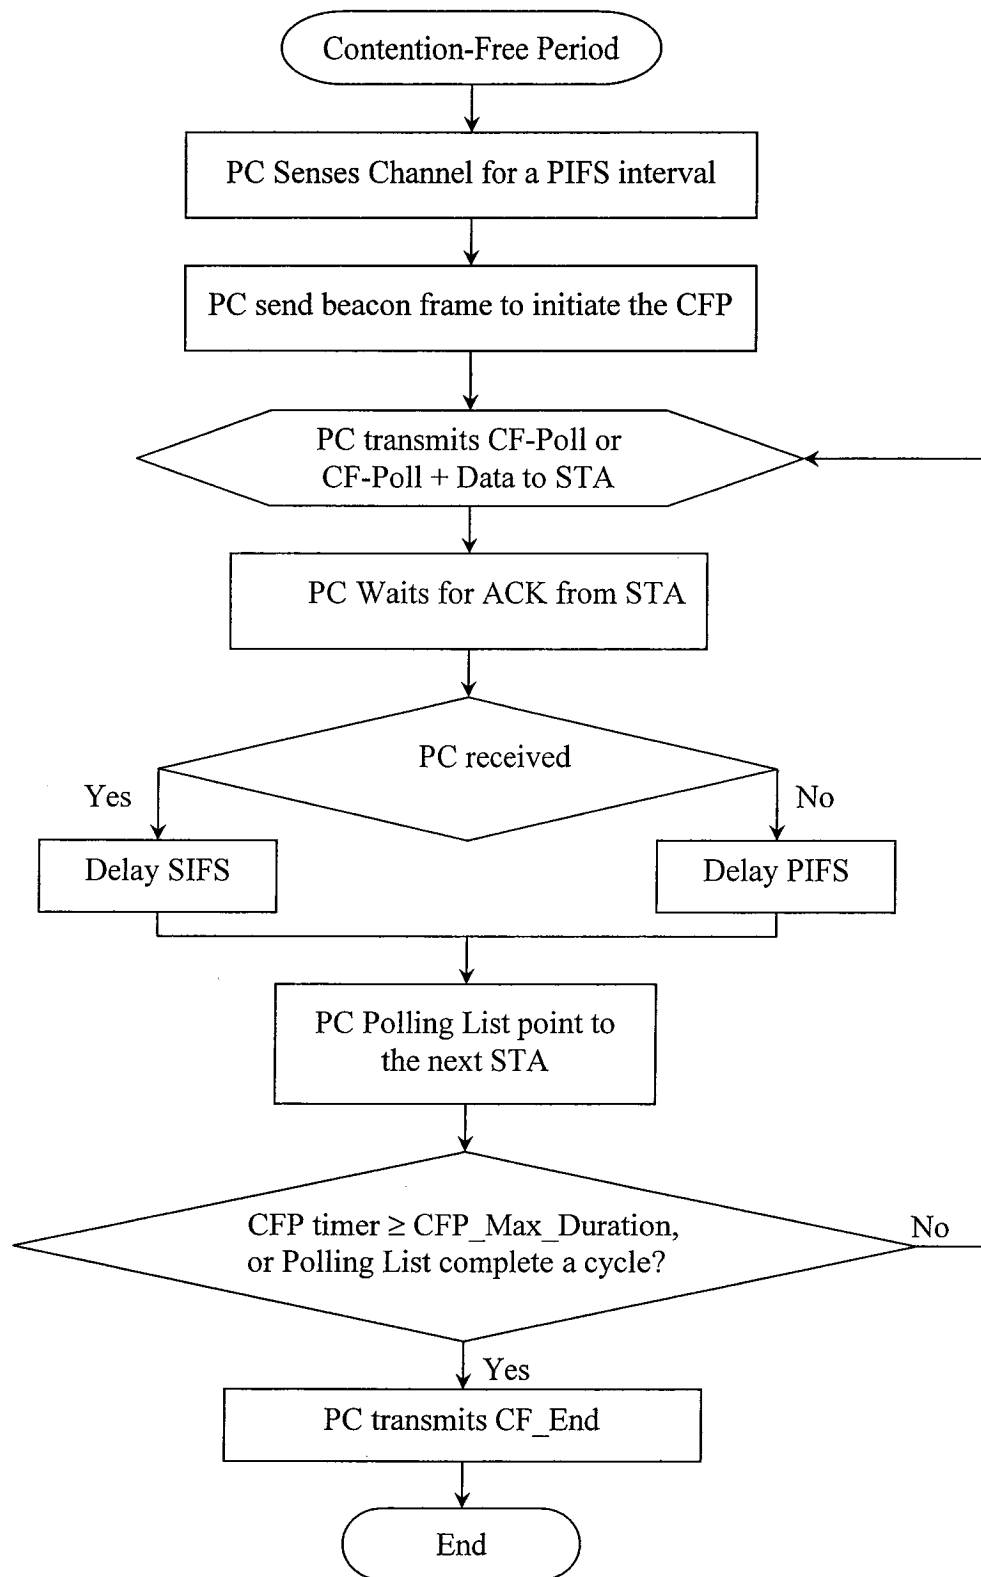 Contention-Free Period
PC Senses Channel for a PIFS interval
PC send beacon frame to initiate the CFP
PC transmits CF-Poll or
CF-Poll + Data to STA
PC Waits for ACK from STA
PC received
Yes
No
Delay SIFS
Delay PIFS
PC Polling List point to
the next STA
CFP timer ≥ CFP_Max_Duration,
or Polling List complete a cycle?
No
Yes
PC transmits CF_End
End